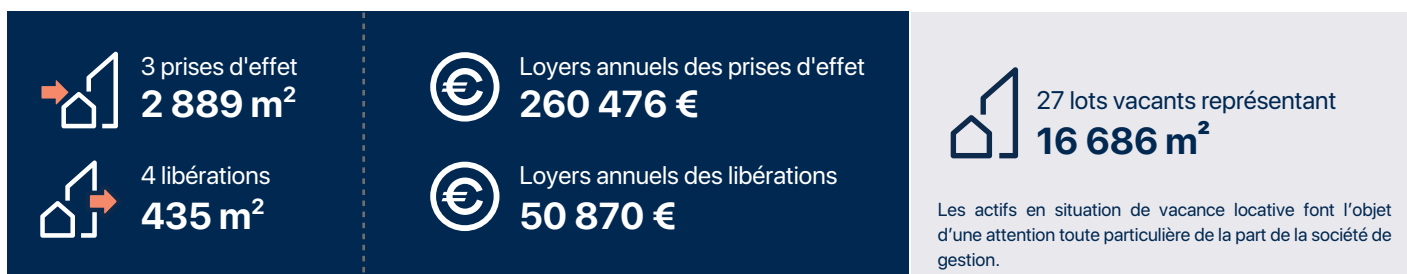 3 prises d'effet
2 889 m²
4 libérations
435 m²
Loyers annuels des prises d'effet
260 476 €
Loyers annuels des libérations
50 870 €
27 lots vacants représentant
16 686 m²
Les actifs en situation de vacance locative font l’objet
d’une attention toute particulière de la part de la société de
gestion.